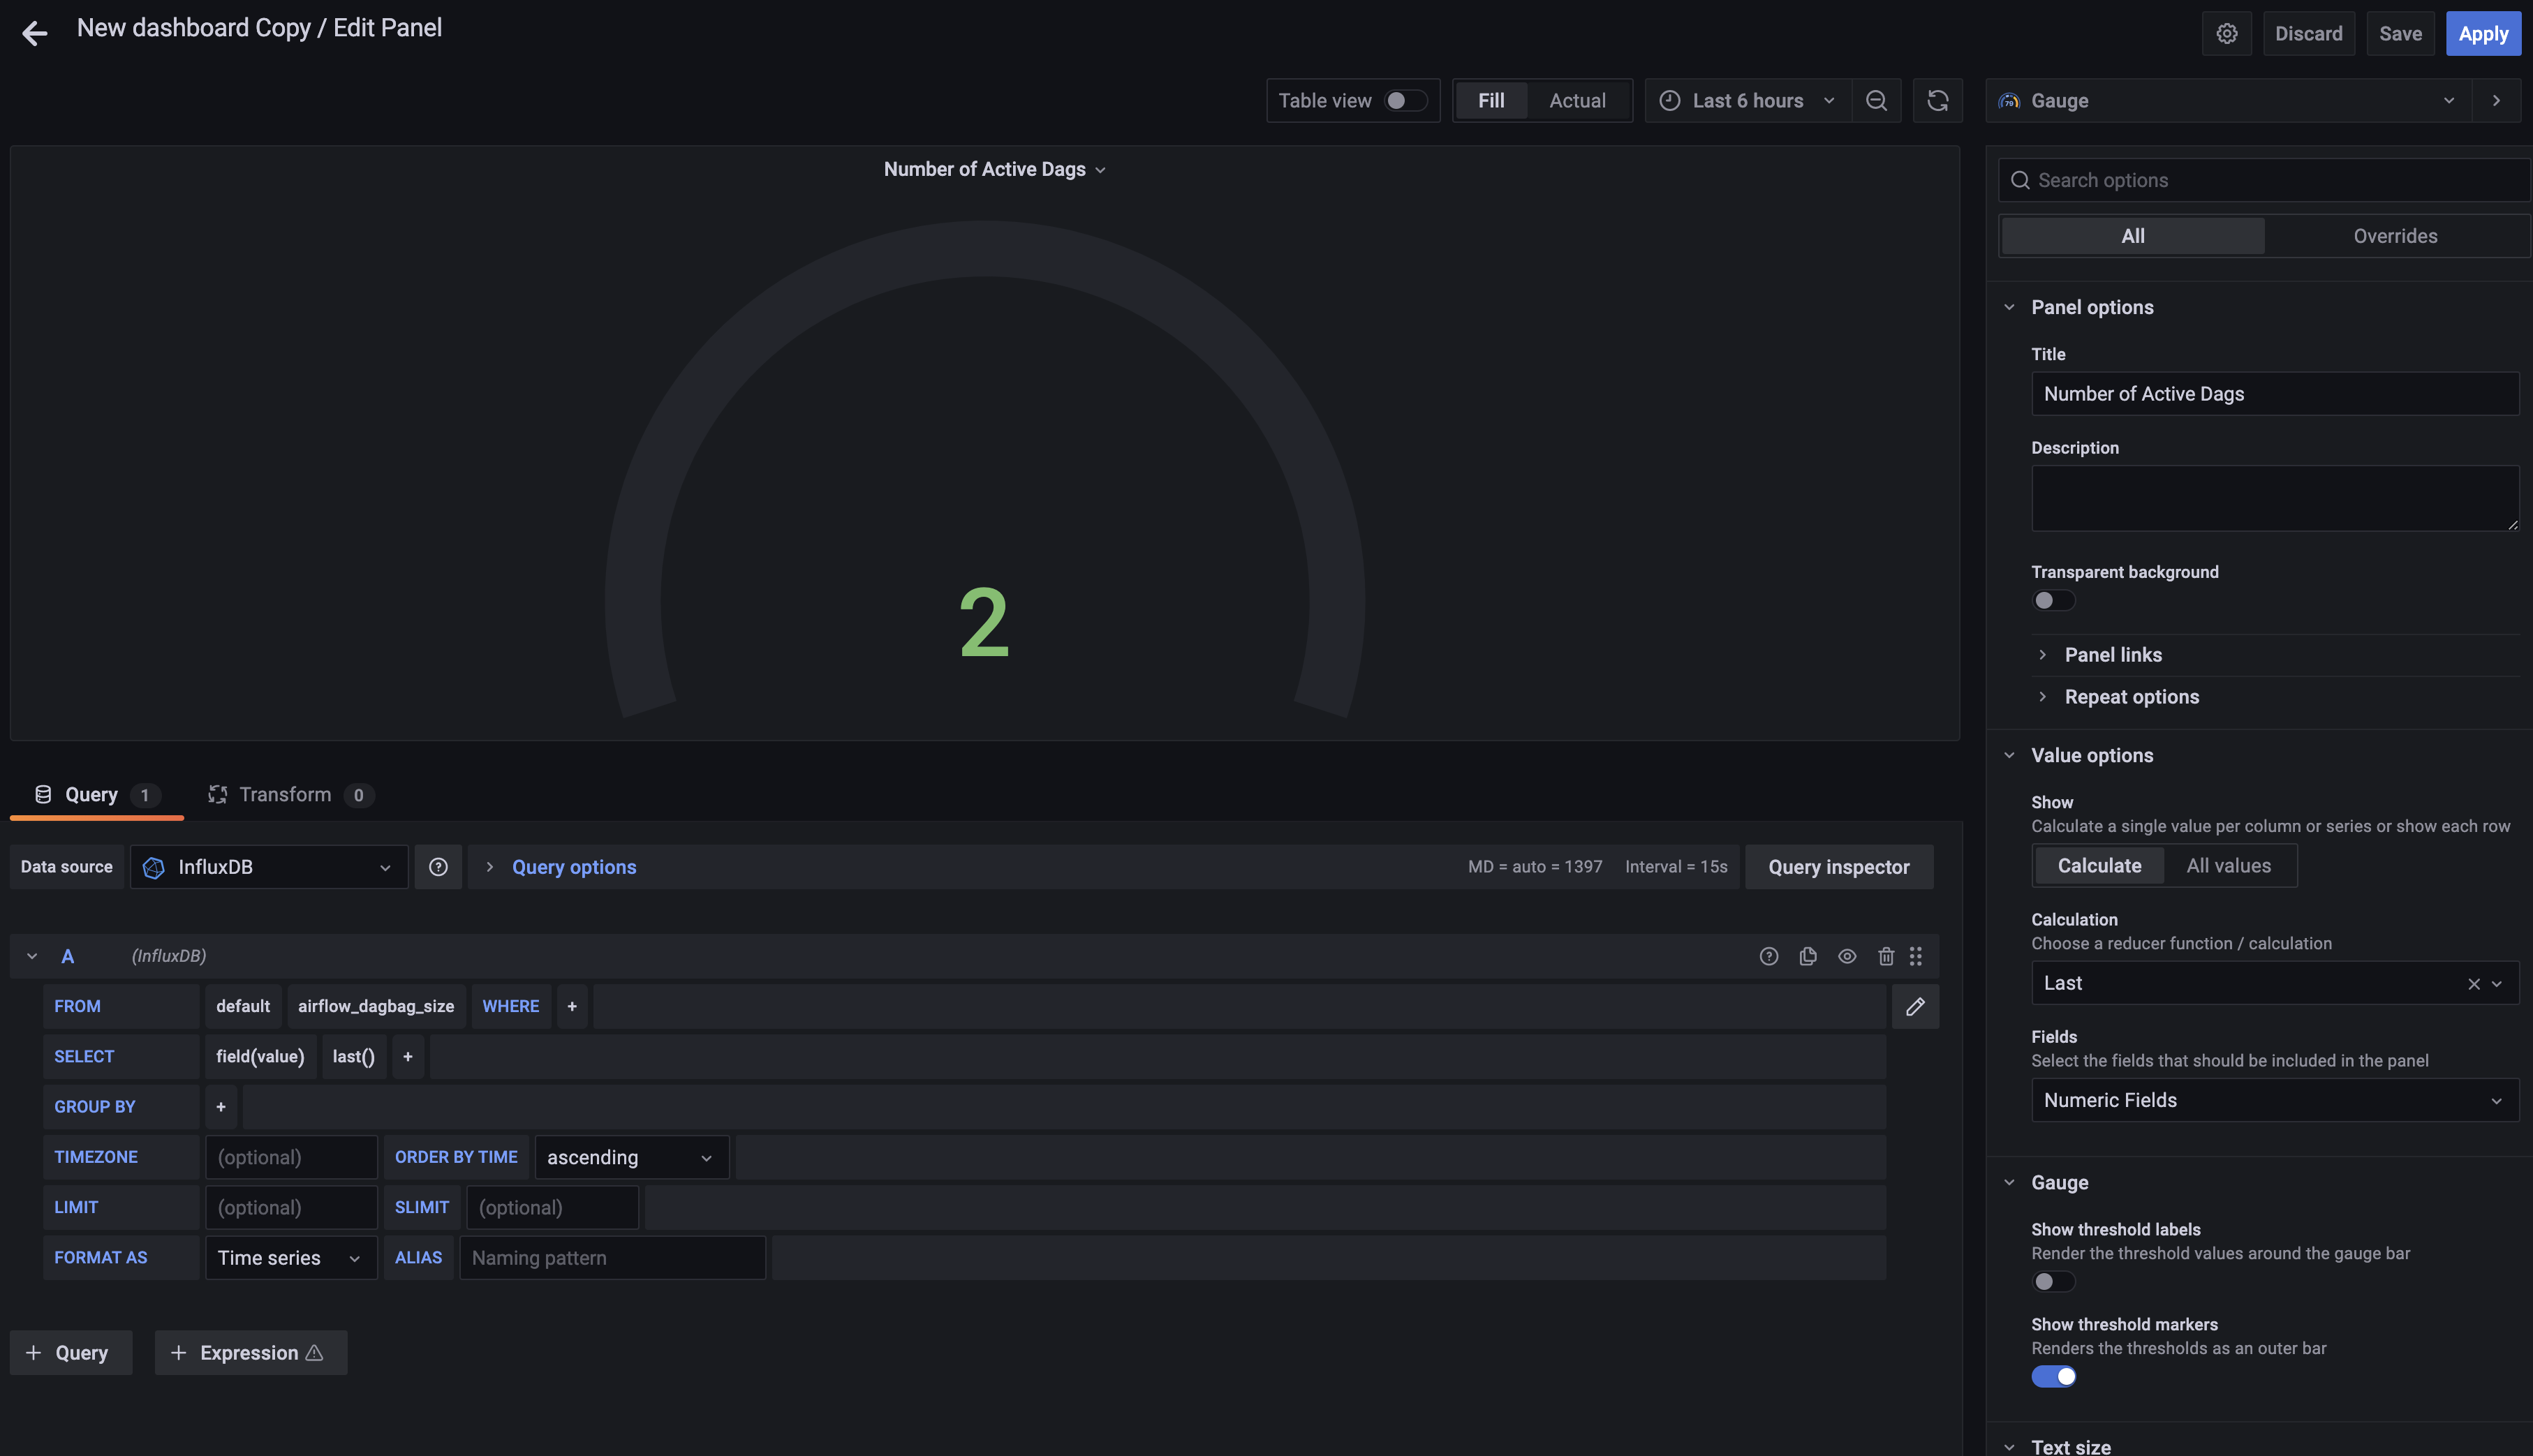 New dashboard Copy / Edit Panel
Discard
Save
Apply
Table view
Fill
Actual
Last 6 hours
79
Gauge
Number of Active Dags
2
Search options
All
Overrides
Panel options
Title
Number of Active Dags
Description
Transparent background
Panel links
Repeat options
Value options
Show
Calculate a single value per column or series or show each row
Calculate
All values
Calculation
Choose a reducer function / calculation
Last
Fields
Select the fields that should be included in the panel
Numeric Fields
Gauge
Show threshold labels
Render the threshold values around the gauge bar
Show threshold markers
Renders the thresholds as an outer bar
Text size
Query 1
Transform 0
Data source
InfluxDB
Query options
MD = auto = 1397
Interval = 15s
Query inspector
A (InfluxDB)
FROM default airflow_dagbag_size WHERE +
SELECT field(value) last() +
GROUP BY +
TIMEZONE (optional) ORDER BY TIME ascending
LIMIT (optional) SLIMIT (optional)
FORMAT AS Time series ALIAS Naming pattern
+ Query
+ Expression